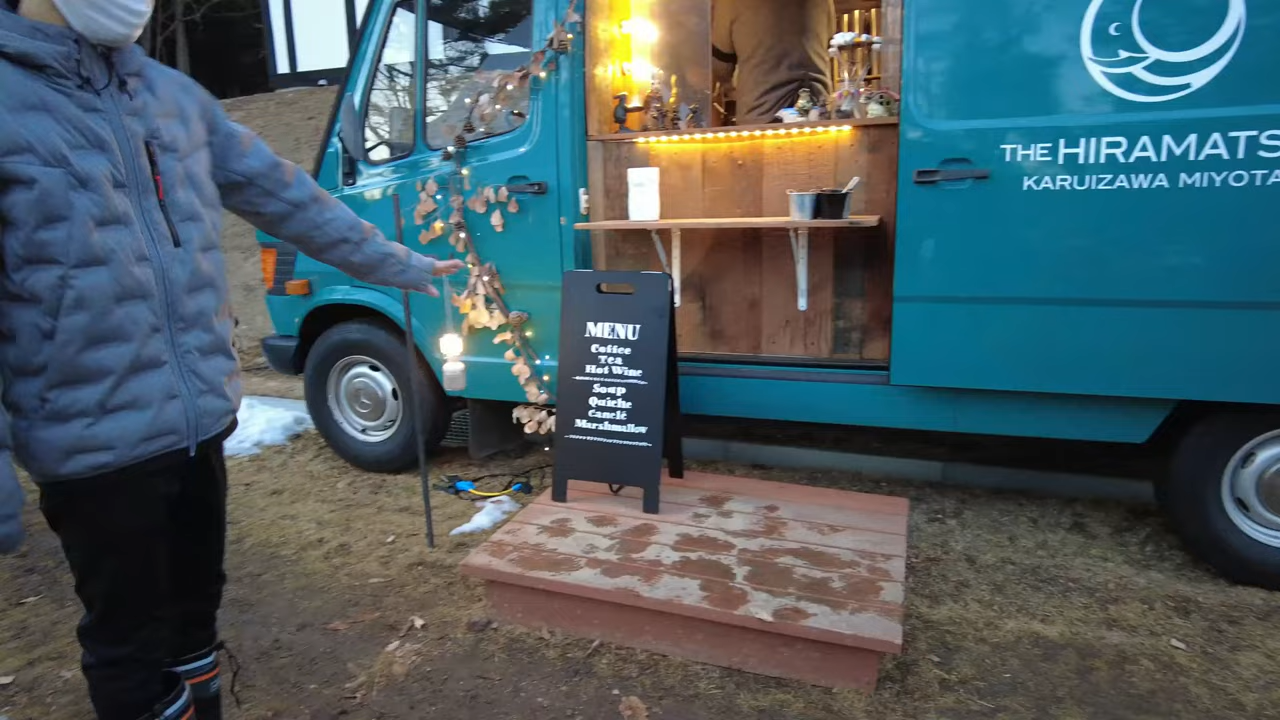 THE HIRAMATS
KARUIZAWA MIYOTA
MENU
Coffee
Tea
Hot Wine
Soup
Quiche
Canelé
Marshmallow